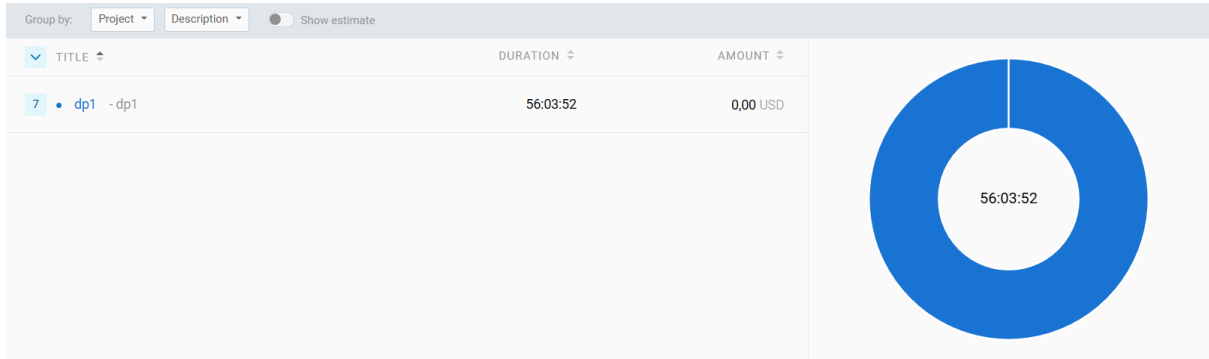 Group by: Project Description Show estimate
TITLE DURATION AMOUNT
7 • dp1 - dp1 56:03:52 0,00 USD
56:03:52